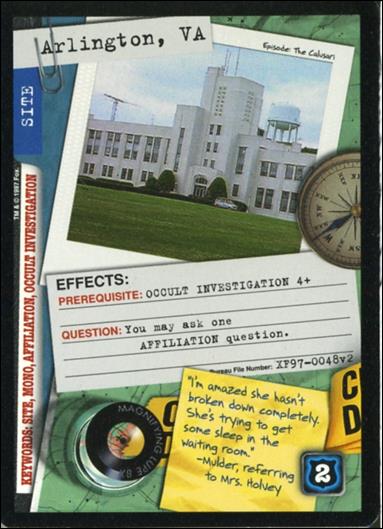 Arlington, VA
Episode: The Calusari
SITE
TM & © 1997 Fox.
KEYWORDS: SITE, MONO, AFFILIATION, OCCULT INVESTIGATION
EFFECTS:
PREREQUISITE: OCCULT INVESTIGATION 4+
QUESTION: You may ask one
AFFILIATION question.
Bureau File Number: XF97-0048v2
"I'm amazed she hasn't
broken down completely.
She's trying to get
some sleep in the
waiting room."
-Mulder, referring
to Mrs. Holvey
MAGNIFYING LUPE 8X
2